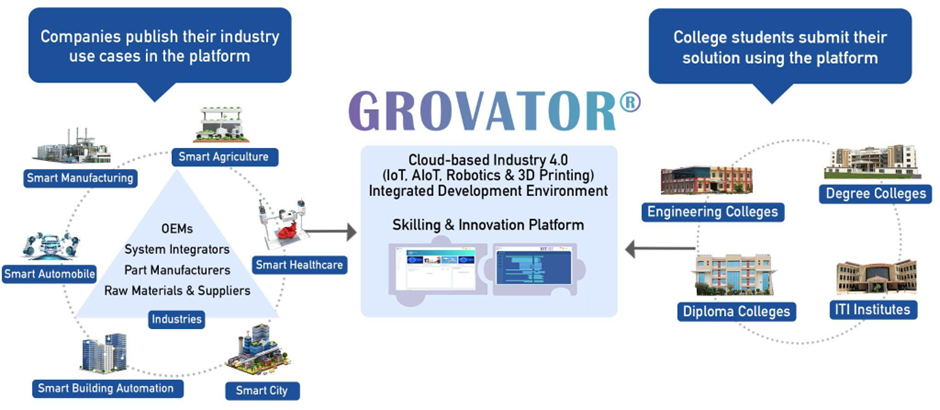 Companies publish their industry
use cases in the platform
Smart Manufacturing
Smart Agriculture
Smart Automobile
Smart Healthcare
OEMs
System Integrators
Part Manufacturers
Raw Materials & Suppliers
Industries
Smart Building Automation
Smart City
GROVATOR®
Cloud-based Industry 4.0
(IoT, AIoT, Robotics & 3D Printing)
Integrated Development Environment
Skilling & Innovation Platform
College students submit their
solution using the platform
Engineering Colleges
Degree Colleges
Diploma Colleges
ITI Institutes